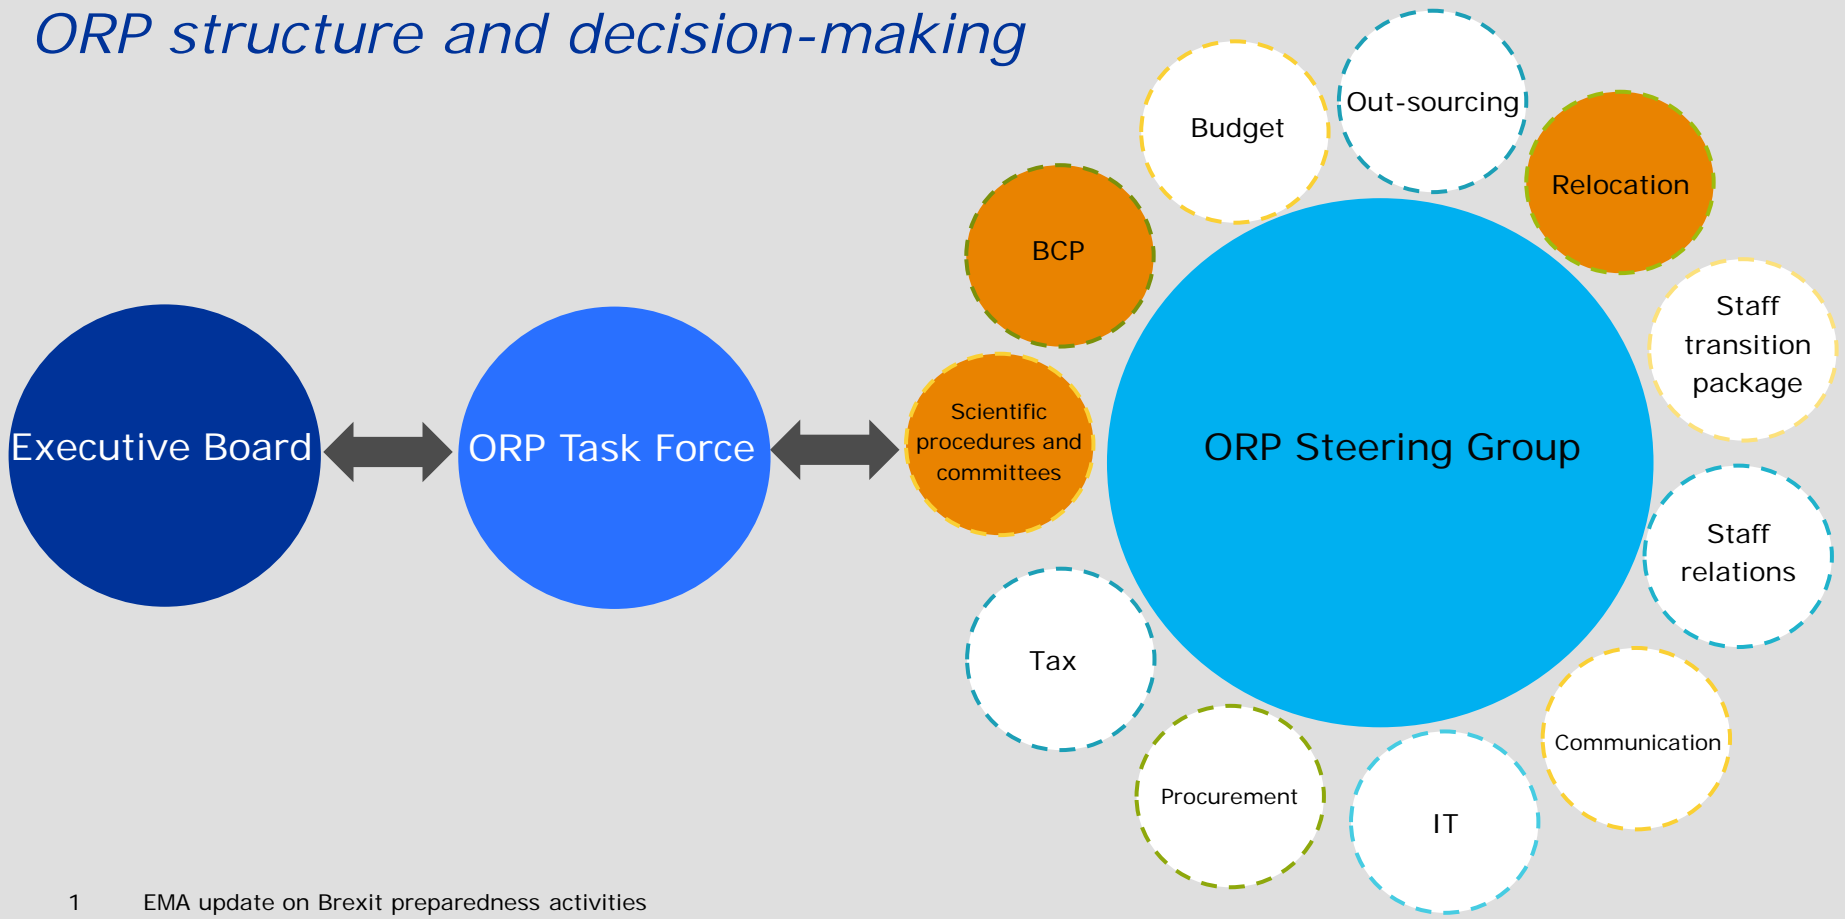 ORP structure and decision-making
Budget
Out-sourcing
Relocation
BCP
Staff
transition
package
Executive Board
ORP Task Force
Scientific
procedures and
committees
ORP Steering Group
Staff
relations
Tax
Communication
Procurement
IT
1 EMA update on Brexit preparedness activities